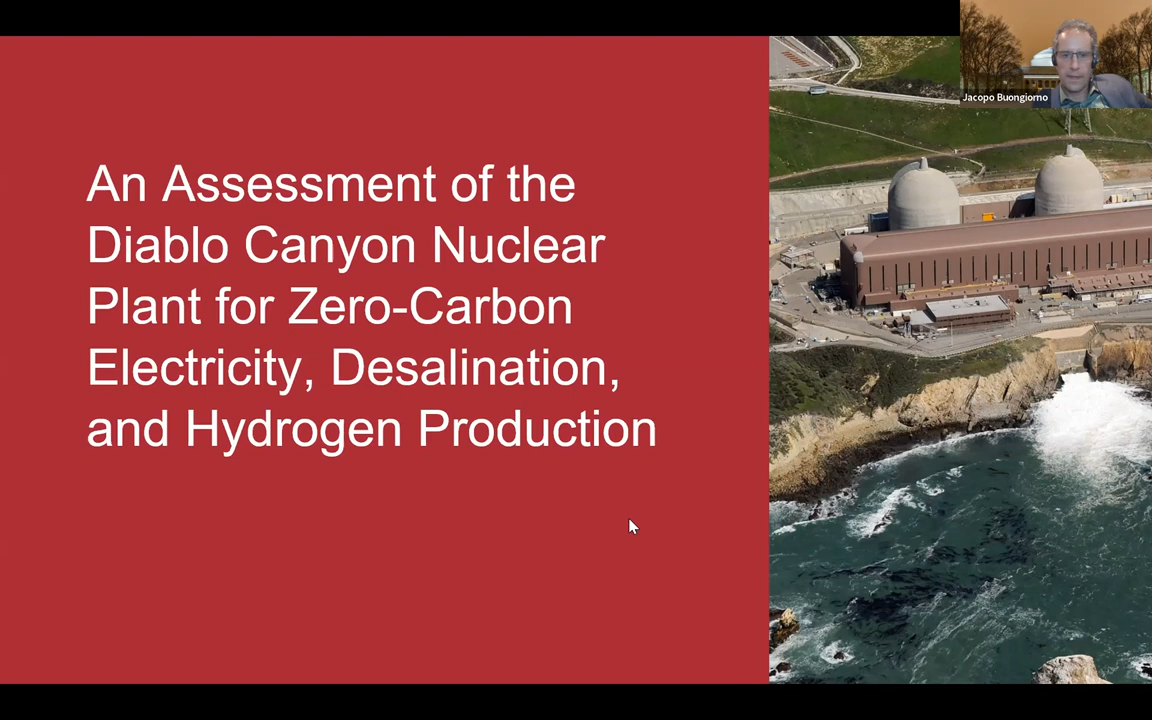 Jacopo Buongiorno
An Assessment of the
Diablo Canyon Nuclear
Plant for Zero-Carbon
Electricity, Desalination,
and Hydrogen Production